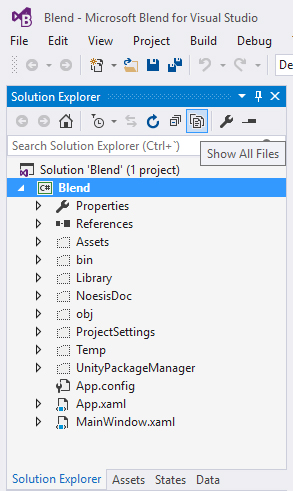 Blend - Microsoft Blend for Visual Studio
File Edit View Project Build Debug
De
Solution Explorer
Search Solution Explorer (Ctrl+`)
Show All Files
Solution 'Blend' (1 project)
C# Blend
Properties
References
Assets
bin
Library
NoesisDoc
obj
ProjectSettings
Temp
UnityPackageManager
App.config
App.xaml
MainWindow.xaml
Solution Explorer Assets States Data